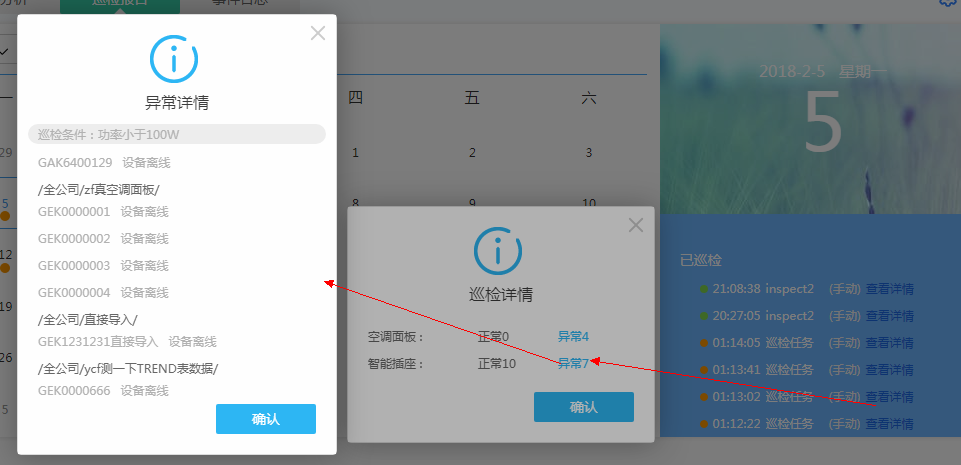 分析 巡检报告 事件日志
异常详情
巡检条件：功率小于100W
GAK6400129 设备离线
/全公司/zf真空调面板/
GEK0000001 设备离线
GEK0000002 设备离线
GEK0000003 设备离线
GEK0000004 设备离线
/全公司/直接导入/
GEK1231231直接导入 设备离线
/全公司/ycf测一下TREND表数据/
GEK0000666 设备离线
确认
一
29
5
12
19
26
5
四 五 六
1 2 3
8 9 10
巡检详情
空调面板： 正常0 异常4
智能插座： 正常10 异常7
确认
2018-2-5 星期一
5
已巡检
21:08:38 inspect2 (手动) 查看详情
20:27:05 inspect2 (手动) 查看详情
01:14:05 巡检任务 (手动) 查看详情
01:13:41 巡检任务 (手动) 查看详情
01:13:02 巡检任务 (手动) 查看详情
01:12:22 巡检任务 (手动) 查看详情